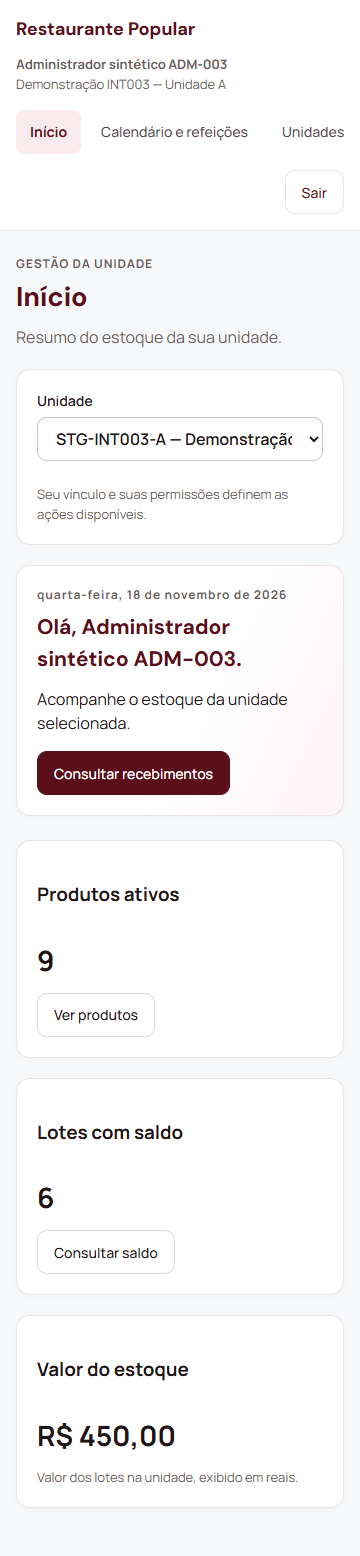 Restaurante Popular
Administrador sintético ADM-003
Demonstração INT003 — Unidade A
Início
Calendário e refeições
Unidades
Sair
GESTÃO DA UNIDADE
Início
Resumo do estoque da sua unidade.
Unidade
STG-INT003-A — Demonstração
Seu vínculo e suas permissões definem as
ações disponíveis.
quarta-feira, 18 de novembro de 2026
Olá, Administrador
sintético ADM-003.
Acompanhe o estoque da unidade
selecionada.
Consultar recebimentos
Produtos ativos
9
Ver produtos
Lotes com saldo
6
Consultar saldo
Valor do estoque
R$ 450,00
Valor dos lotes na unidade, exibido em reais.